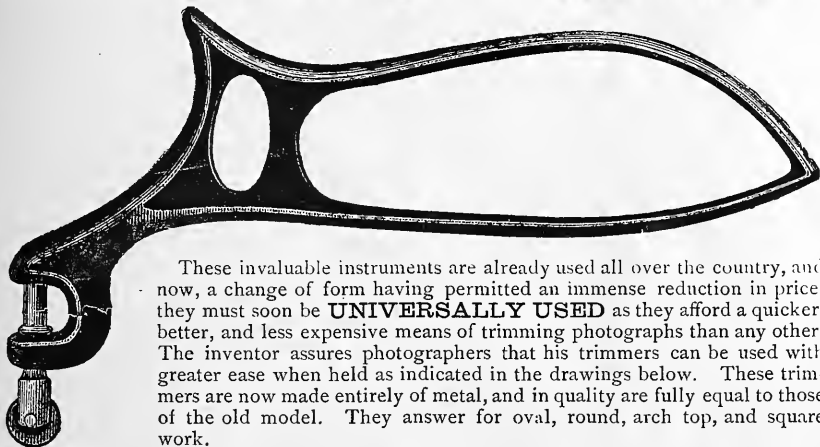 These invaluable instruments are already used all over the country, and
now, a change of form having permitted an immense reduction in price
they must soon be UNIVERSALLY USED as they afford a quicker
better, and less expensive means of trimming photographs than any other
The inventor assures photographers that his trimmers can be used with
greater ease when held as indicated in the drawings below. These trim
mers are now made entirely of metal, and in quality are fully equal to those
of the old model. They answer for oval, round, arch top, and square
work.